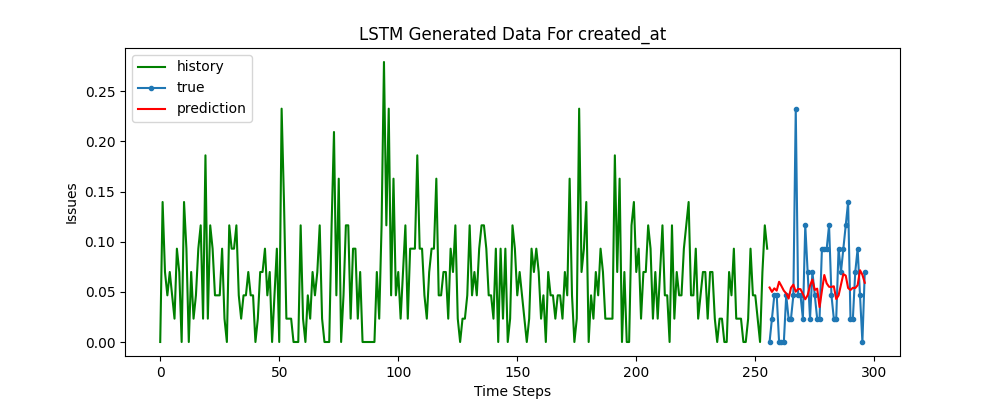 LSTM Generated Data For created_at
history
true
prediction
Issues
0.25
0.20
0.15
0.10
0.05
0.00
0 50 100 150 200 250 300
Time Steps